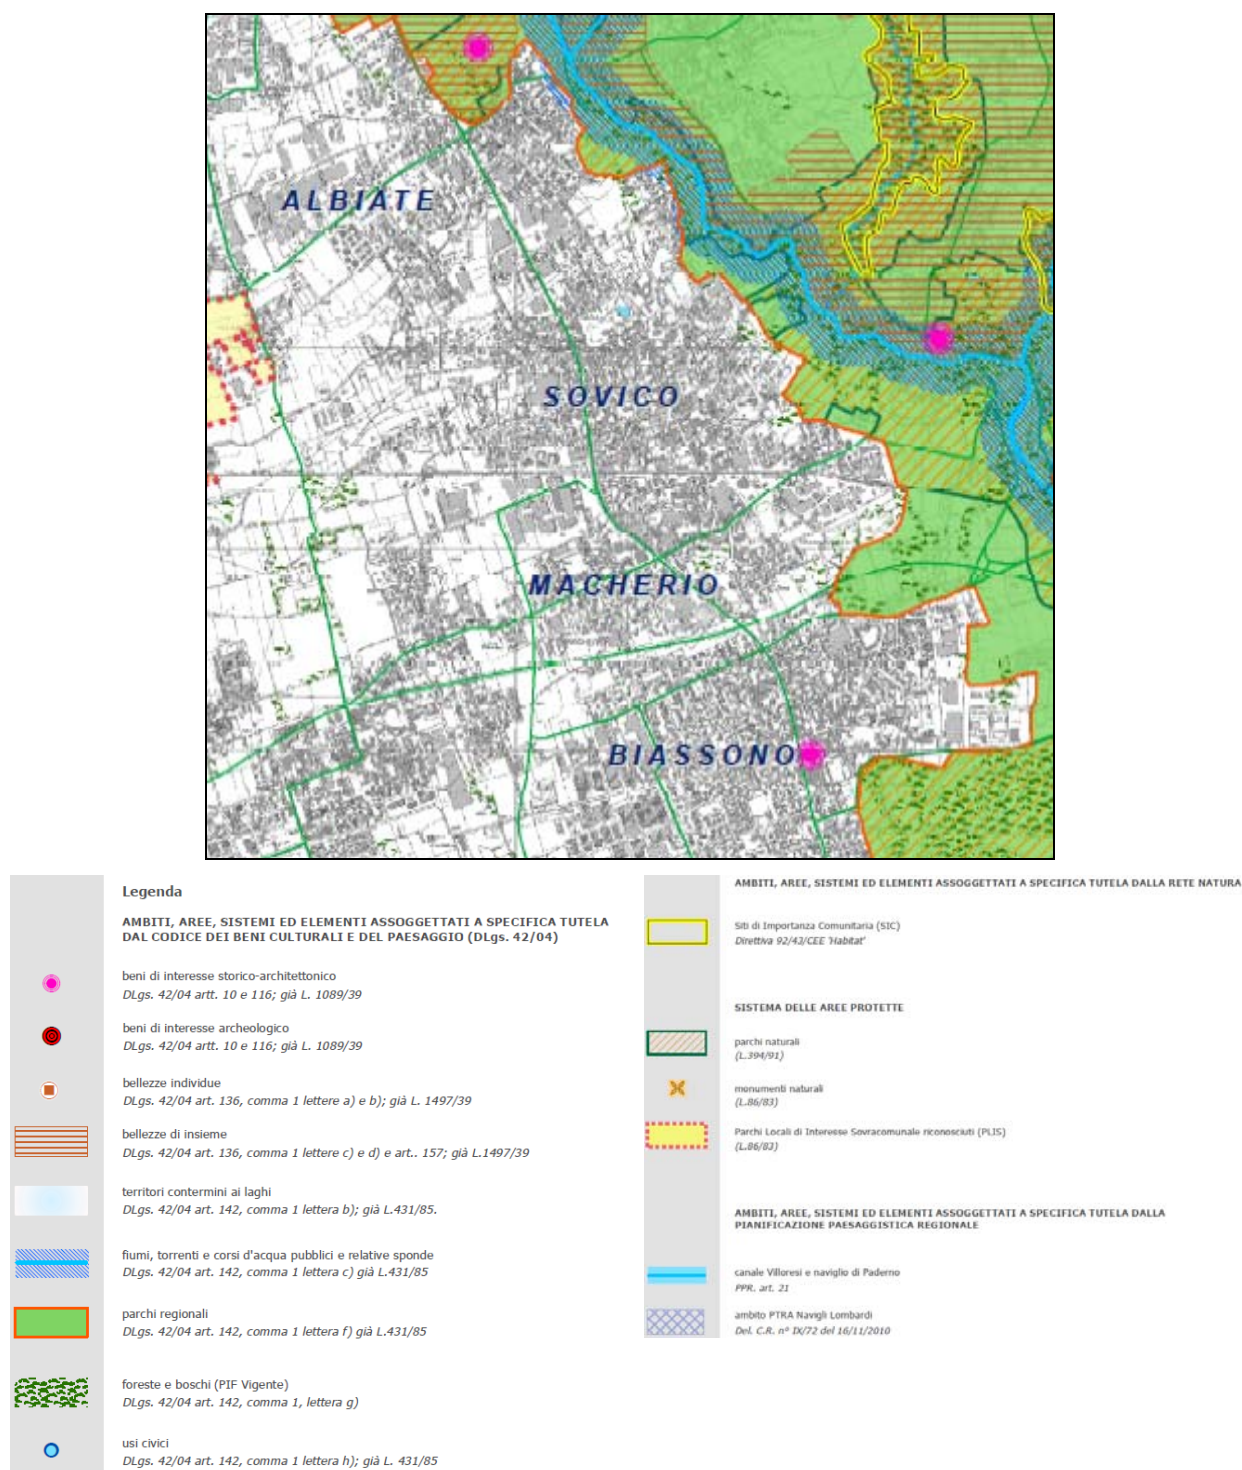 ALBIATE
SOVICO
MACHERIO
BIASSONO
Legenda
AMBITI, AREE, SISTEMI ED ELEMENTI ASSOGGETTATI A SPECIFICA TUTELA
DAL CODICE DEI BENI CULTURALI E DEL PAESAGGIO (DLgs. 42/04)
beni di interesse storico-architettonico
DLgs. 42/04 artt. 10 e 116; già L. 1089/39
beni di interesse archeologico
DLgs. 42/04 artt. 10 e 116; già L. 1089/39
bellezze individue
DLgs. 42/04 art. 136, comma 1 lettere a) e b); già L. 1497/39
bellezze di insieme
DLgs. 42/04 art. 136, comma 1 lettere c) e d) e art.. 157; già L.1497/39
territori contermini ai laghi
DLgs. 42/04 art. 142, comma 1 lettera b); già L.431/85.
fiumi, torrenti e corsi d'acqua pubblici e relative sponde
DLgs. 42/04 art. 142, comma 1 lettera c) già L.431/85
parchi regionali
DLgs. 42/04 art. 142, comma 1 lettera f) già L.431/85
foreste e boschi (PIF Vigente)
DLgs. 42/04 art. 142, comma 1, lettera g)
usi civici
DLgs. 42/04 art. 142, comma 1 lettera h); già L. 431/85
AMBITI, AREE, SISTEMI ED ELEMENTI ASSOGGETTATI A SPECIFICA TUTELA DALLA RETE NATURA
Siti di Importanza Comunitaria (SIC)
Direttiva 92/43/CEE 'Habitat'
SISTEMA DELLE AREE PROTETTE
parchi naturali
(L.394/91)
monumenti naturali
(L.86/83)
Parchi Locali di Interesse Sovracomunale riconosciuti (PLIS)
(L.86/83)
AMBITI, AREE, SISTEMI ED ELEMENTI ASSOGGETTATI A SPECIFICA TUTELA DALLA
PIANIFICAZIONE PAESAGGISTICA REGIONALE
canale Villoresi e naviglio di Paderno
PPR. art. 21
ambito PTRA Navigli Lombardi
Del. C.R. nº IX/72 del 16/11/2010